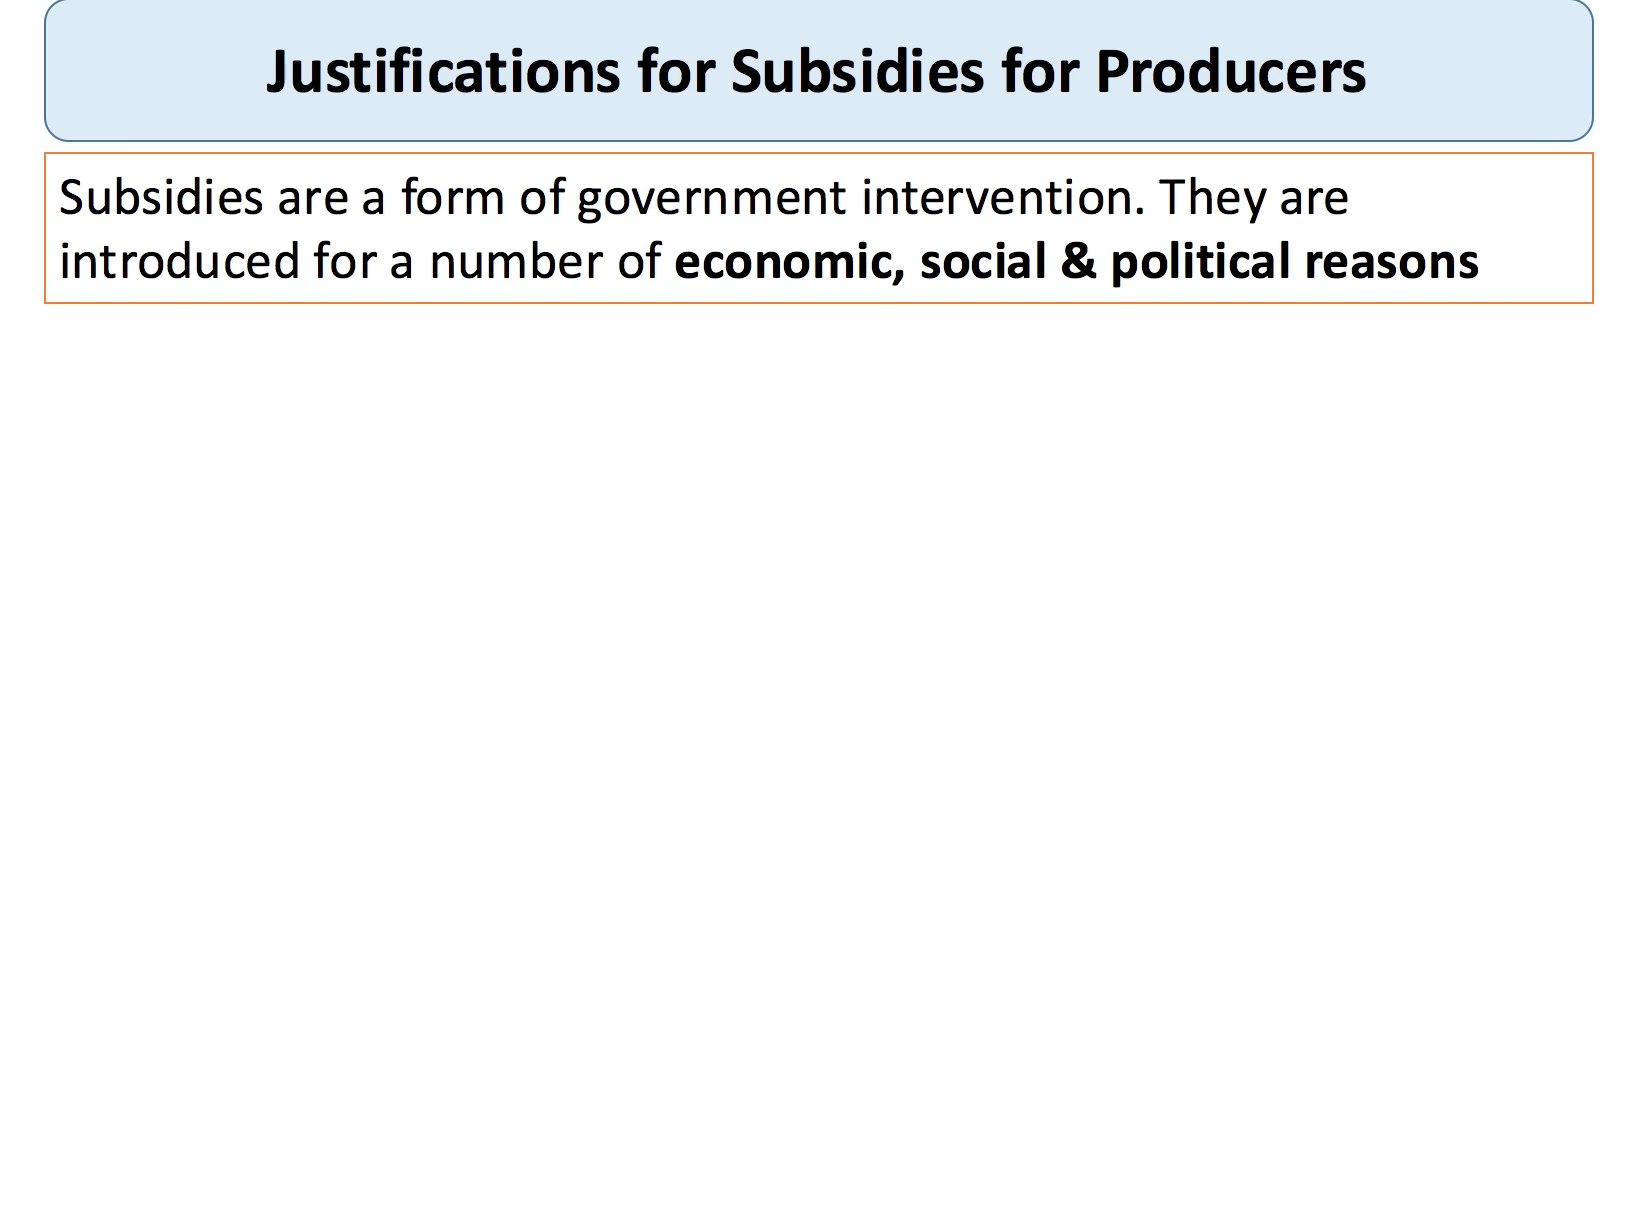 Justifications for Subsidies for Producers
Subsidies are a form of government intervention. They are
introduced for a number of economic, social & political reasons